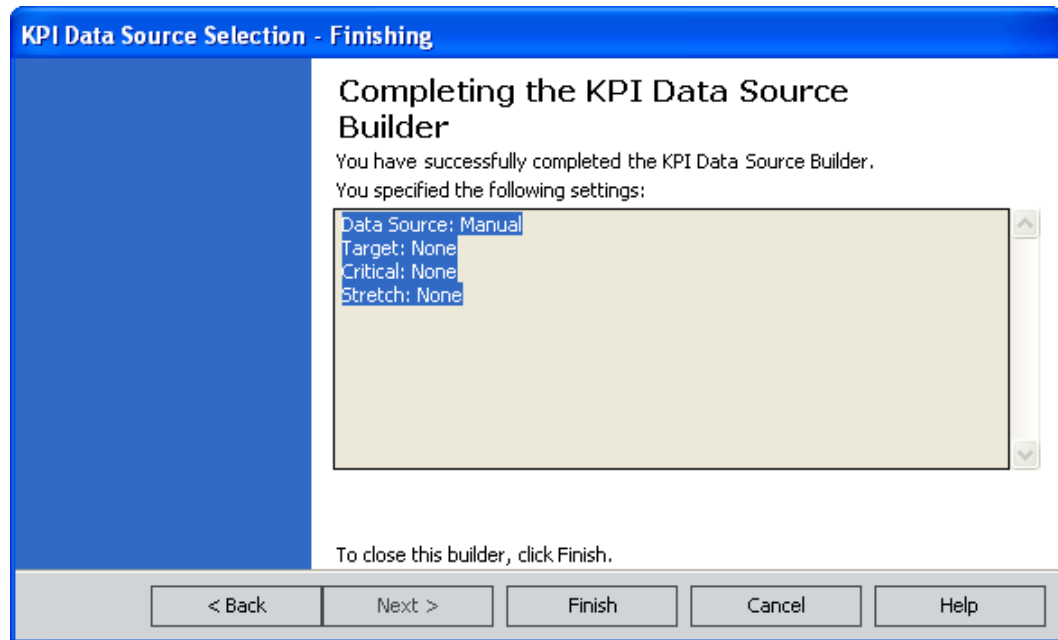 KPI Data Source Selection - Finishing
Completing the KPI Data Source
Builder
You have successfully completed the KPI Data Source Builder.
You specified the following settings:
Data Source: Manual
Target: None
Critical: None
Stretch: None
To close this builder, click Finish.
< Back Next > Finish Cancel Help